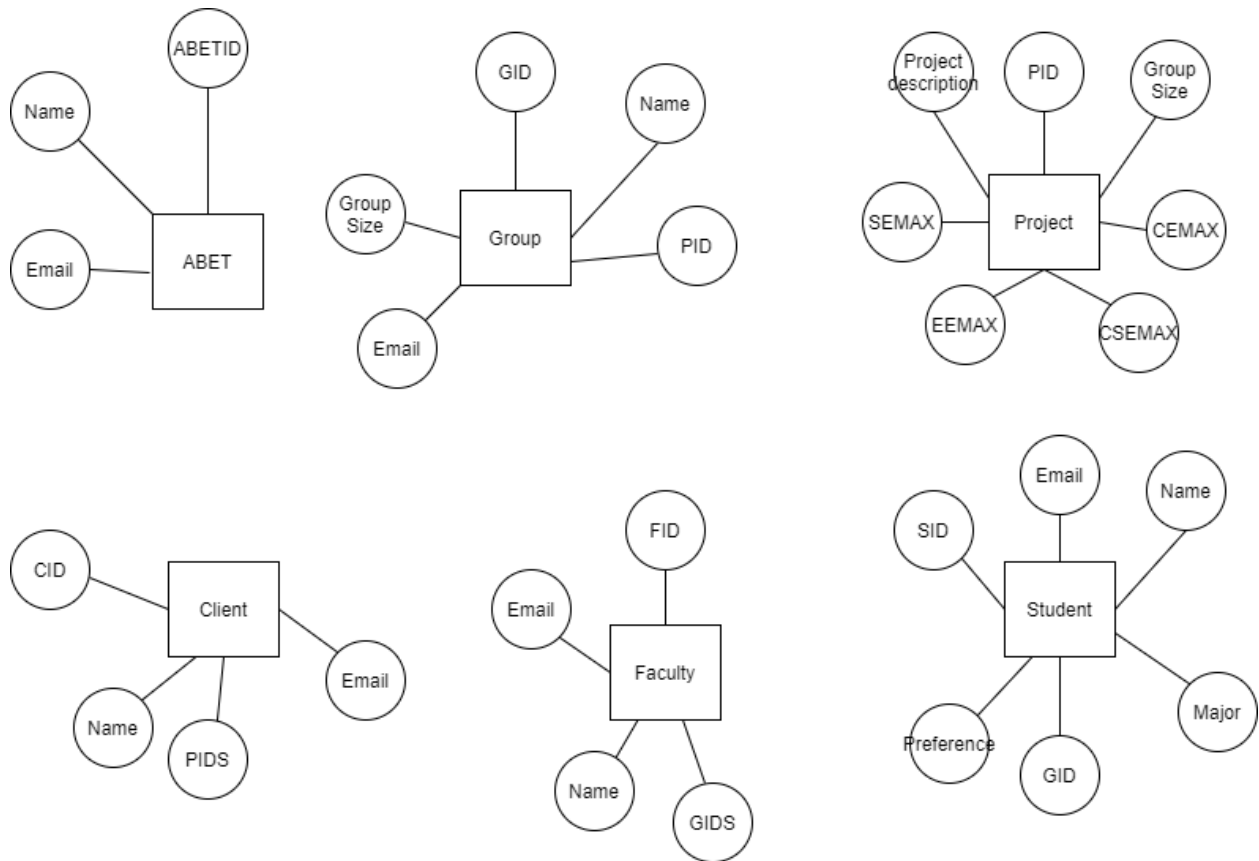 ABETID
Name
Email
ABET
GID
Name
Group
Size
Group
PID
Email
Project
description
PID
Group
Size
SEMAX
Project
CEMAX
EEMAX
CSEMAX
CID
Client
Name
PIDS
Email
FID
Email
Faculty
Name
GIDS
Email
Name
SID
Student
Major
Preference
GID